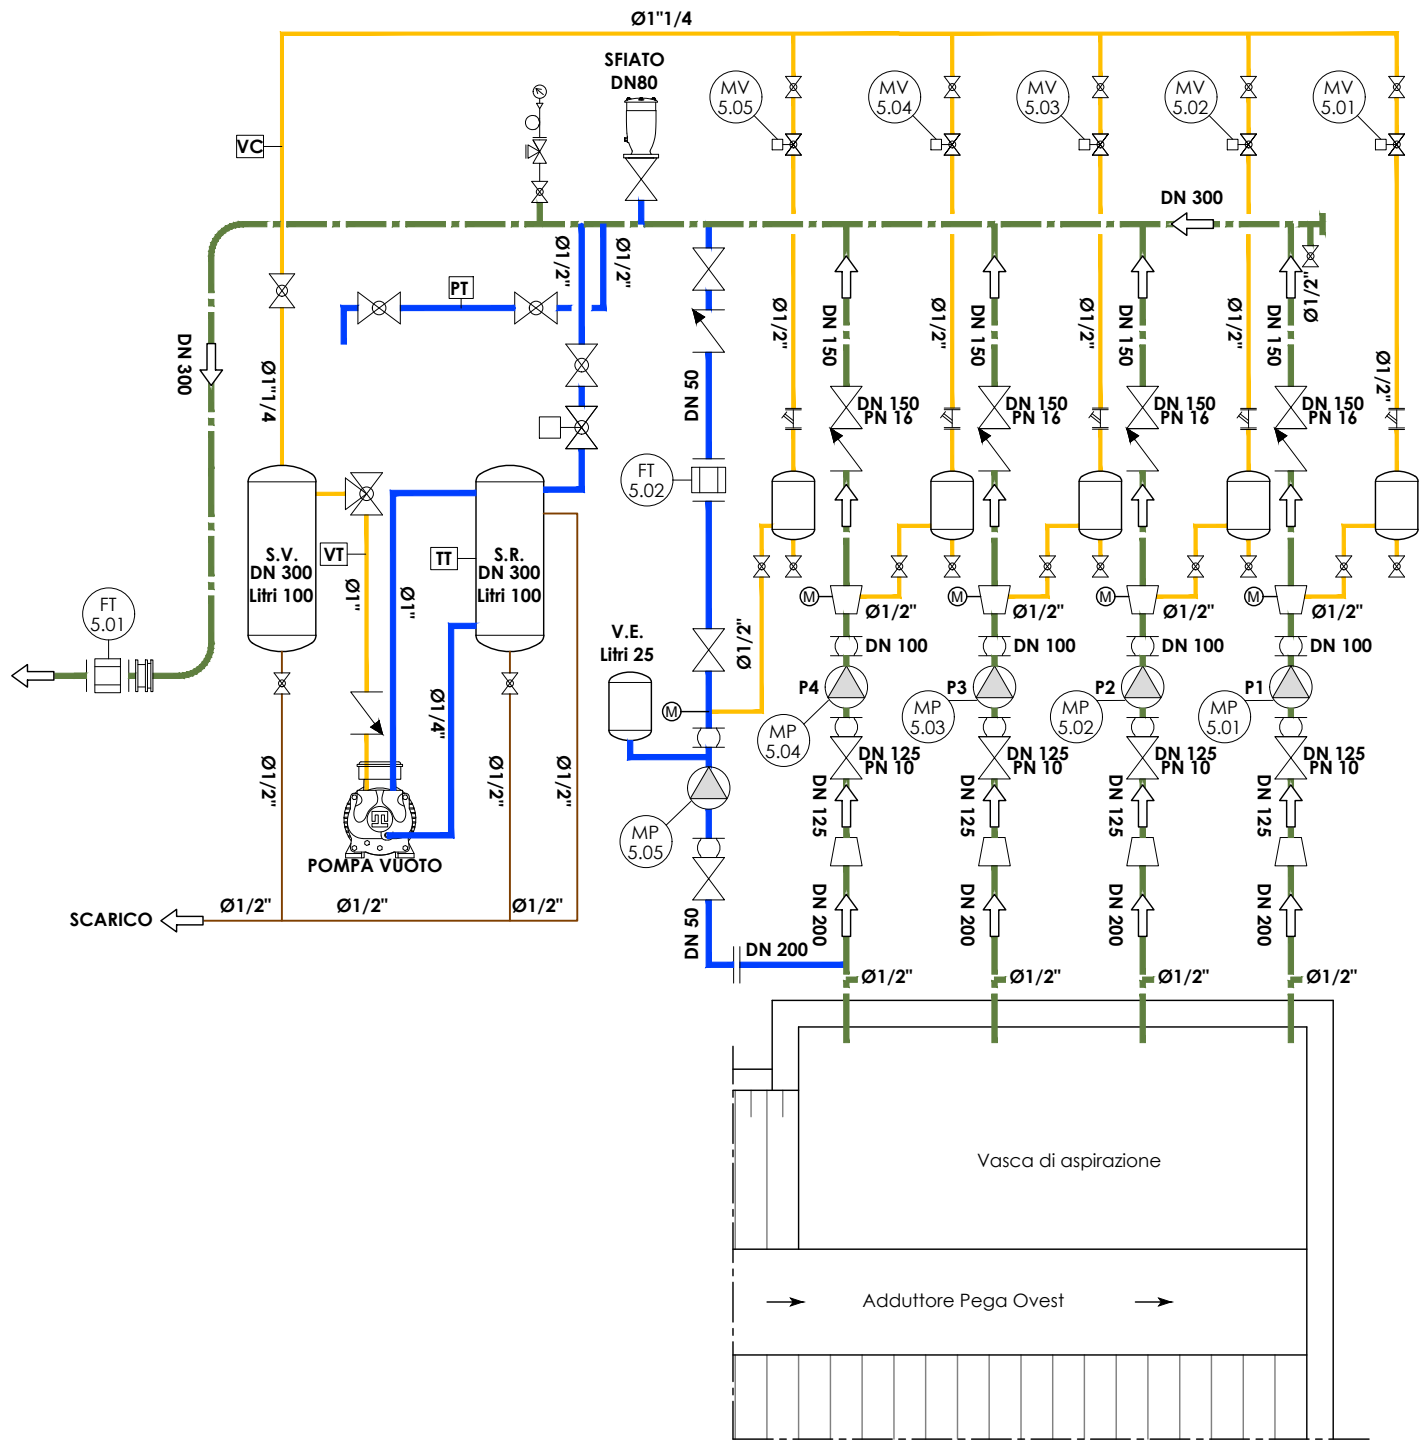 Ø1"1/4
SFIATO
DN80
MV
5.05
MV
5.04
MV
5.03
MV
5.02
MV
5.01
VC
DN 300
Ø1/2"
Ø1/2"
PT
Ø1/2"
DN 300
Ø1"1/4
DN 50
Ø1/2"
DN 150
Ø1/2"
DN 150
Ø1/2"
DN 150
Ø1/2"
DN 150
Ø1/2"
DN 150
PN 16
DN 150
PN 16
DN 150
PN 16
DN 150
PN 16
FT
5.02
S.V.
DN 300
Litri 100
VT
Ø1"
Ø1"
TT
S.R.
DN 300
Litri 100
FT
5.01
M
Ø1/2"
M
Ø1/2"
M
Ø1/2"
M
Ø1/2"
V.E.
Litri 25
Ø1/2"
DN 100
DN 100
DN 100
DN 100
P4
P3
P2
P1
M
MP
5.04
MP
5.03
MP
5.02
MP
5.01
Ø1/4"
Ø1/2"
Ø1/2"
Ø1/2"
DN 125
PN 10
DN 125
PN 10
DN 125
PN 10
DN 125
PN 10
DN 125
DN 125
DN 125
DN 125
MP
5.05
POMPA VUOTO
SCARICO
Ø1/2"
Ø1/2"
Ø1/2"
DN 50
DN 200
DN 200
DN 200
DN 200
DN 200
Ø1/2"
Ø1/2"
Ø1/2"
Ø1/2"
Vasca di aspirazione
Adduttore Pega Ovest